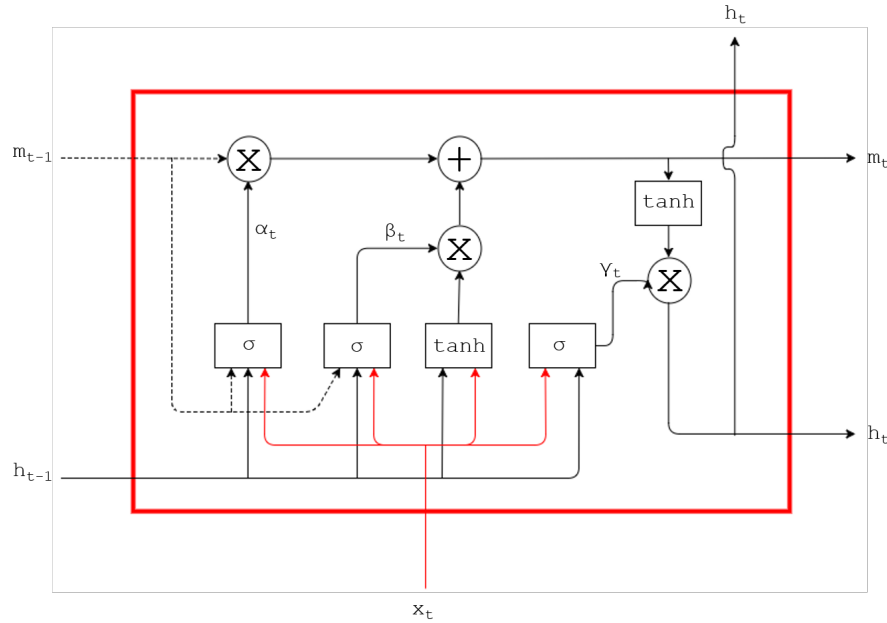 h_t
m_{t-1}
X
+
m_t
tanh
α_t
β_t
X
γ_t
X
σ
σ
tanh
σ
h_t
h_{t-1}
x_t